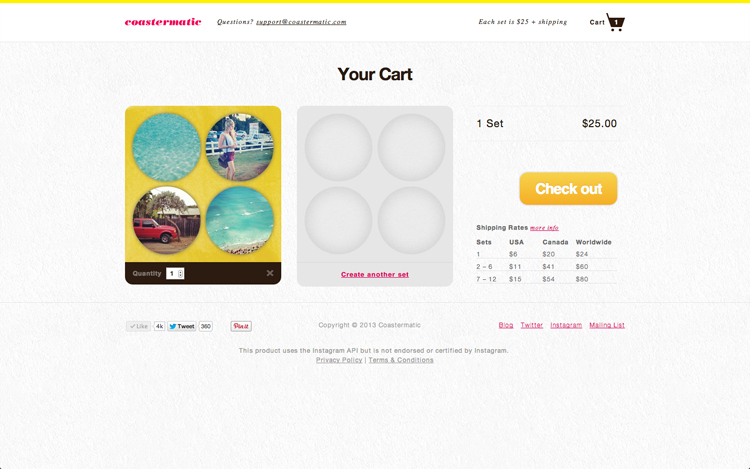 coastermatic
Questions? support@coastermatic.com
Each set is $25 + shipping
Cart 1
Your Cart
1 Set $25.00
Check out
Shipping Rates more info
Sets USA Canada Worldwide
1 $6 $20 $24
2 – 6 $11 $41 $60
7 – 12 $15 $54 $80
Quantity 1
Create another set
Like 4k Tweet 360 Pin it
Copyright © 2013 Coastermatic
Blog Twitter Instagram Mailing List
This product uses the Instagram API but is not endorsed or certified by Instagram.
Privacy Policy | Terms & Conditions